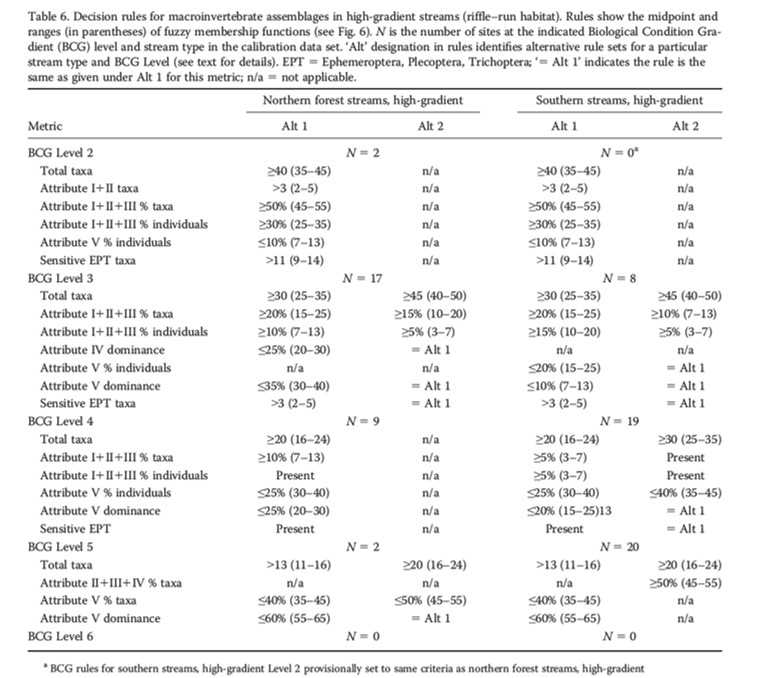 Table 6. Decision rules for macroinvertebrate assemblages in high-gradient streams (riffle–run habitat). Rules show the midpoint and
ranges (in parentheses) of fuzzy membership functions (see Fig. 6). N is the number of sites at the indicated Biological Condition Gra-
dient (BCG) level and stream type in the calibration data set. ‘Alt’ designation in rules identifies alternative rule sets for a particular
stream type and BCG Level (see text for details). EPT = Ephemeroptera, Plecoptera, Trichoptera; ‘= Alt 1’ indicates the rule is the
same as given under Alt 1 for this metric; n/a = not applicable.
Northern forest streams, high-gradient Southern streams, high-gradient
Metric Alt 1 Alt 2 Alt 1 Alt 2
BCG Level 2 N = 2 N = 0ᵃ
Total taxa ≥40 (35–45) n/a ≥40 (35–45) n/a
Attribute I+II taxa >3 (2–5) n/a >3 (2–5) n/a
Attribute I+II+III % taxa ≥50% (45–55) n/a ≥50% (45–55) n/a
Attribute I+II+III % individuals ≥30% (25–35) n/a ≥30% (25–35) n/a
Attribute V % individuals ≤10% (7–13) n/a ≤10% (7–13) n/a
Sensitive EPT taxa >11 (9–14) n/a >11 (9–14) n/a
BCG Level 3 N = 17 N = 8
Total taxa ≥30 (25–35) ≥45 (40–50) ≥30 (25–35) ≥45 (40–50)
Attribute I+II+III % taxa ≥20% (15–25) ≥15% (10–20) ≥20% (15–25) ≥10% (7–13)
Attribute I+II+III % individuals ≥10% (7–13) ≥5% (3–7) ≥15% (10–20) ≥5% (3–7)
Attribute IV dominance ≤25% (20–30) = Alt 1 n/a n/a
Attribute V % individuals n/a n/a ≤20% (15–25) = Alt 1
Attribute V dominance ≤35% (30–40) = Alt 1 ≤10% (7–13) = Alt 1
Sensitive EPT taxa >3 (2–5) = Alt 1 >3 (2–5) = Alt 1
BCG Level 4 N = 9 N = 19
Total taxa ≥20 (16–24) n/a ≥20 (16–24) ≥30 (25–35)
Attribute I+II+III % taxa ≥10% (7–13) n/a ≥5% (3–7) Present
Attribute I+II+III % individuals Present n/a ≥5% (3–7) Present
Attribute V % individuals ≤25% (30–40) n/a ≤25% (30–40) ≤40% (35–45)
Attribute V dominance ≤25% (20–30) n/a ≤20% (15–25)13 = Alt 1
Sensitive EPT Present n/a Present = Alt 1
BCG Level 5 N = 2 N = 20
Total taxa >13 (11–16) ≥20 (16–24) >13 (11–16) ≥20 (16–24)
Attribute II+III+IV % taxa n/a n/a n/a ≥50% (45–55)
Attribute V % taxa ≤40% (35–45) ≤50% (45–55) ≤40% (35–45) n/a
Attribute V dominance ≤60% (55–65) = Alt 1 ≤60% (55–65) n/a
BCG Level 6 N = 0 N = 0
ᵃ BCG rules for southern streams, high-gradient Level 2 provisionally set to same criteria as northern forest streams, high-gradient